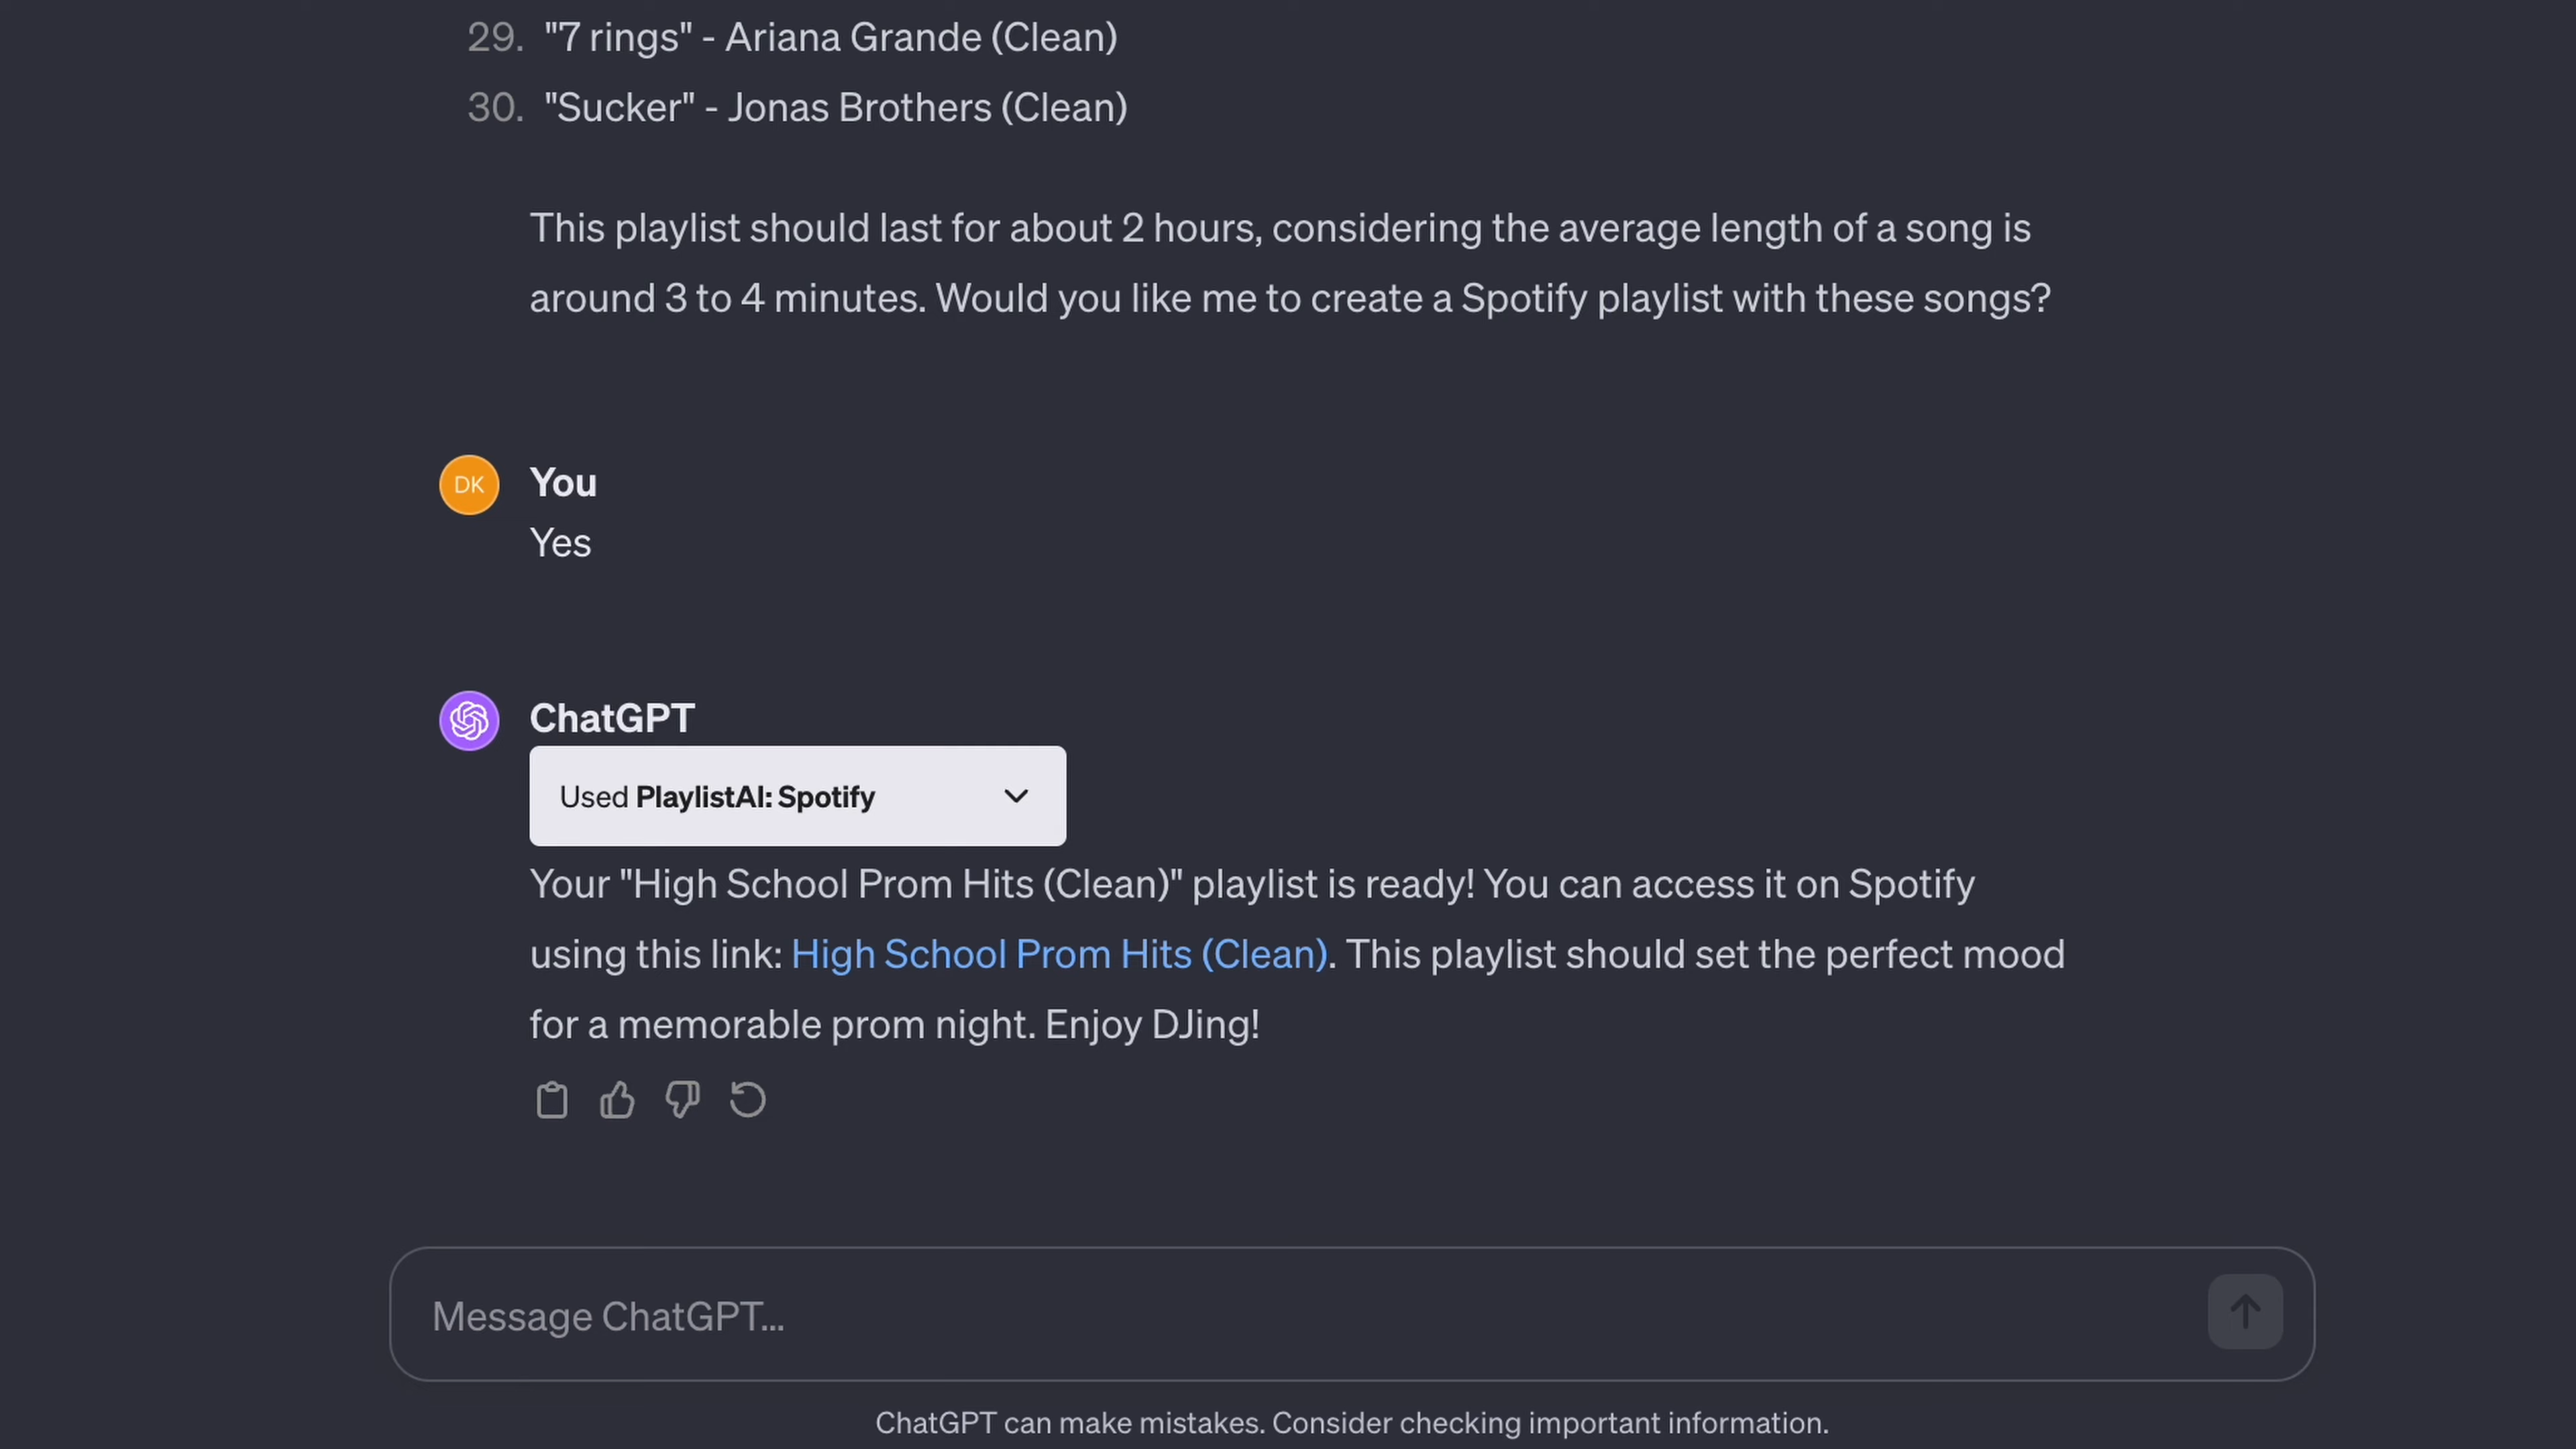 29. "7 rings" - Ariana Grande (Clean)
30. "Sucker" - Jonas Brothers (Clean)
This playlist should last for about 2 hours, considering the average length of a song is
around 3 to 4 minutes. Would you like me to create a Spotify playlist with these songs?
DK You
Yes
ChatGPT
Used PlaylistAI: Spotify
Your "High School Prom Hits (Clean)" playlist is ready! You can access it on Spotify
using this link: High School Prom Hits (Clean). This playlist should set the perfect mood
for a memorable prom night. Enjoy DJing!
Message ChatGPT...
ChatGPT can make mistakes. Consider checking important information.